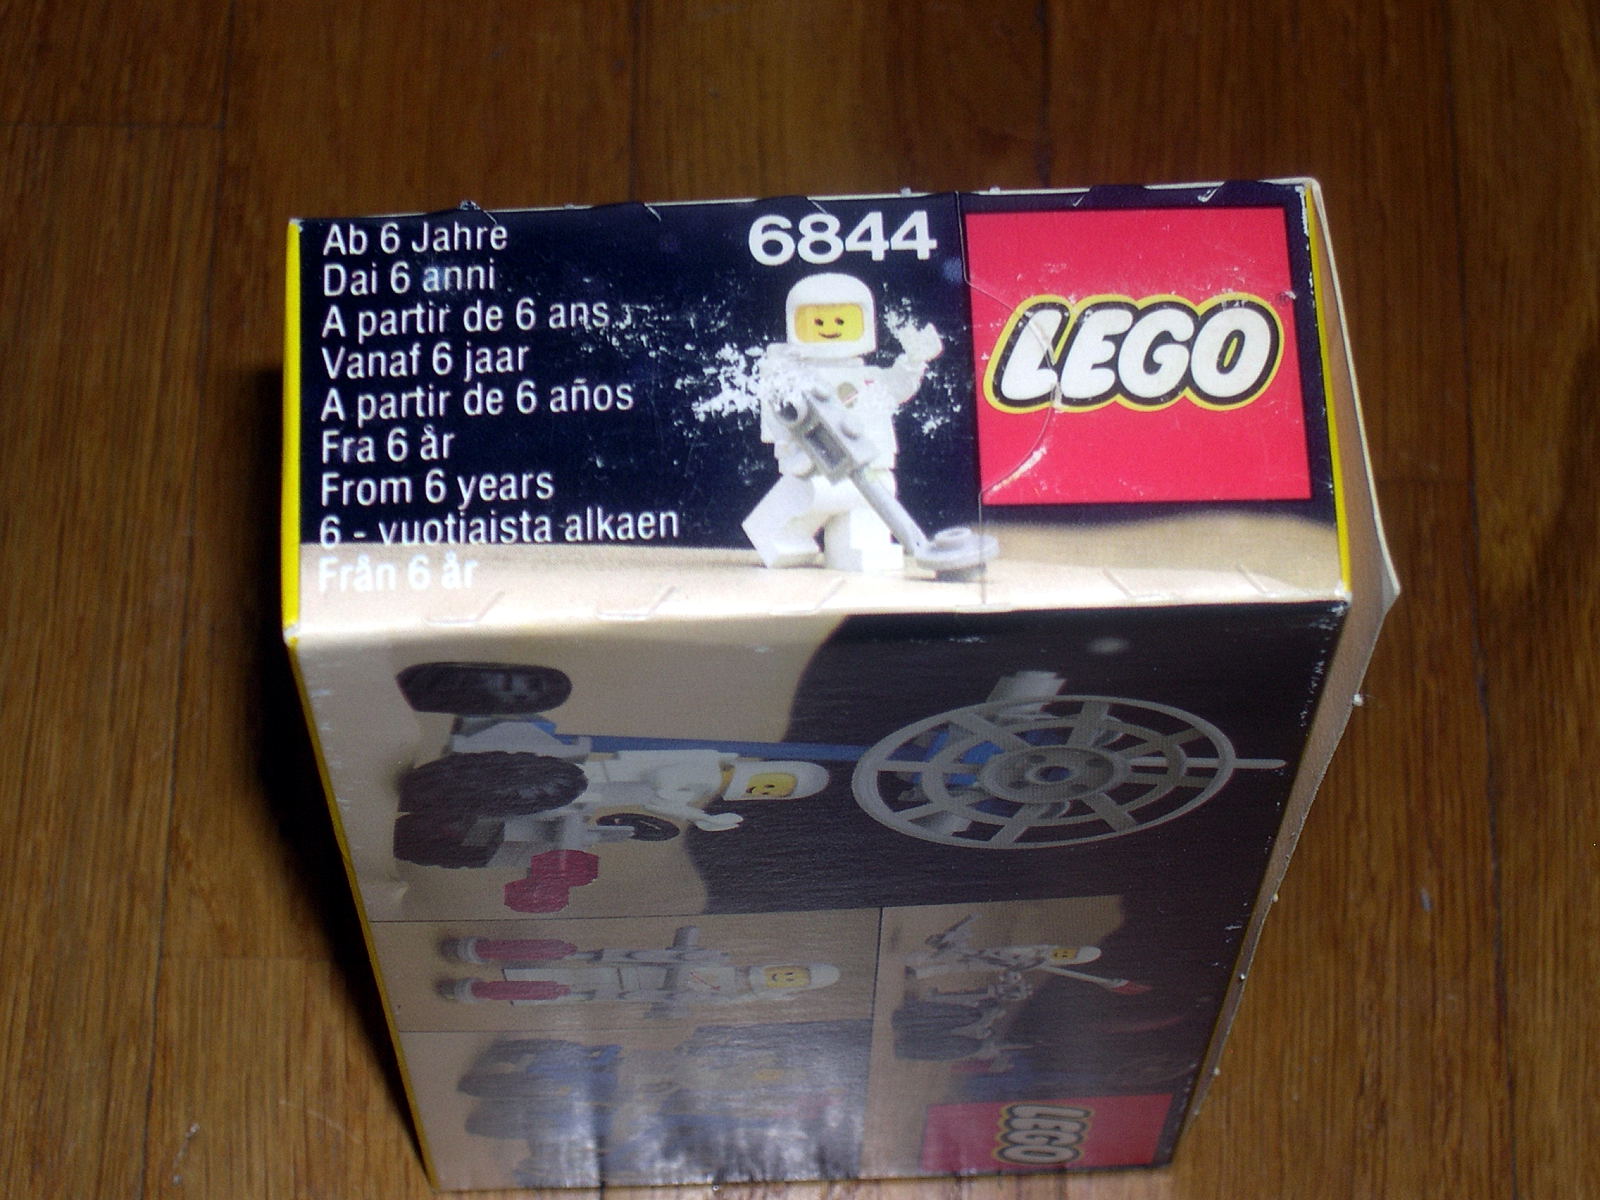 Ab 6 Jahre
Dai 6 anni
A partir de 6 ans
Vanaf 6 jaar
A partir de 6 años
Fra 6 år
From 6 years
6 - vuotiaista alkaen
Från 6 år
6844
LEGO
LEGO